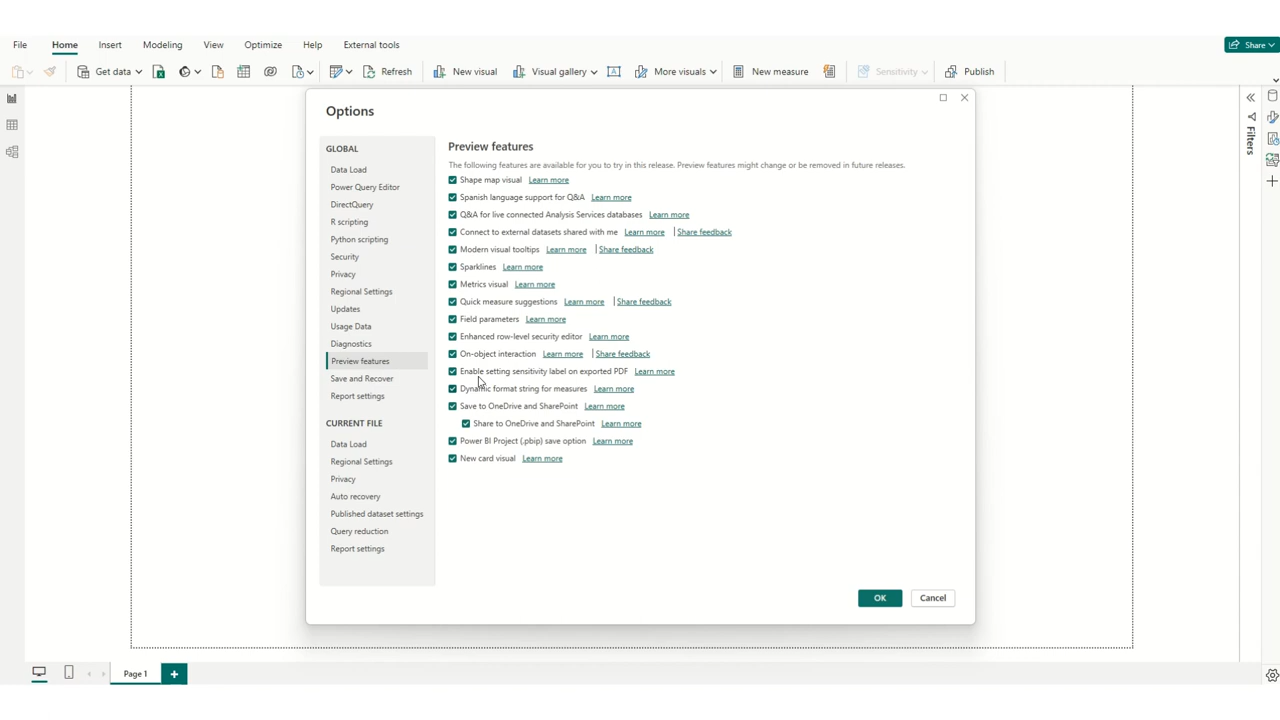 File Home Insert Modeling View Optimize Help External tools Share
Get data Refresh New visual Visual gallery More visuals New measure Sensitivity Publish
Options
Filters
GLOBAL
Data Load
Power Query Editor
DirectQuery
R scripting
Python scripting
Security
Privacy
Regional Settings
Updates
Usage Data
Diagnostics
Preview features
Save and Recover
Report settings
CURRENT FILE
Data Load
Regional Settings
Privacy
Auto recovery
Published dataset settings
Query reduction
Report settings
Preview features
The following features are available for you to try in this release. Preview features might change or be removed in future releases.
Shape map visual Learn more
Spanish language support for Q&A Learn more
Q&A for live connected Analysis Services databases Learn more
Connect to external datasets shared with me Learn more | Share feedback
Modern visual tooltips Learn more | Share feedback
Sparklines Learn more
Metrics visual Learn more
Quick measure suggestions Learn more | Share feedback
Field parameters Learn more
Enhanced row-level security editor Learn more
On-object interaction Learn more | Share feedback
Enable setting sensitivity label on exported PDF Learn more
Dynamic format string for measures Learn more
Save to OneDrive and SharePoint Learn more
Share to OneDrive and SharePoint Learn more
Power BI Project (.pbip) save option Learn more
New card visual Learn more
OK Cancel
Page 1